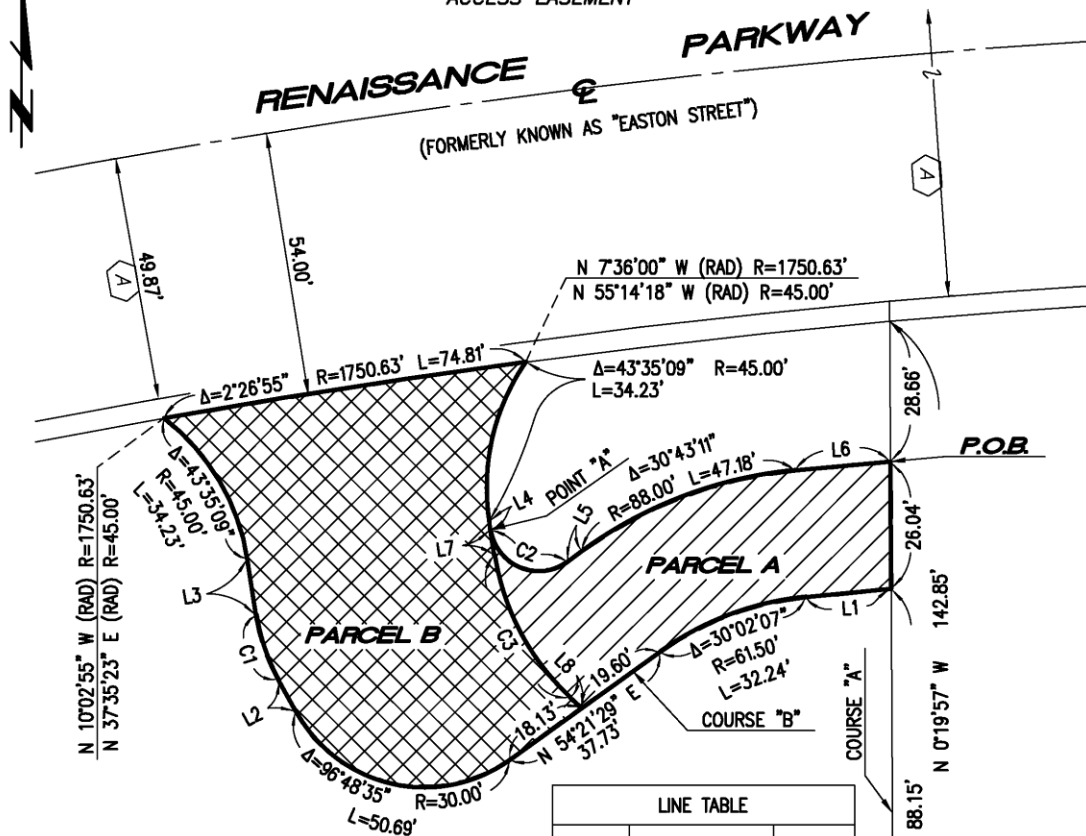 ACCESS EASEMENT
N
RENAISSANCE PARKWAY
℄
(FORMERLY KNOWN AS "EASTON STREET")
A
A
49.87'
54.00'
N 7°36'00" W (RAD) R=1750.63'
N 55°14'18" W (RAD) R=45.00'
Δ=2°26'55" R=1750.63' L=74.81'
Δ=43°35'09" R=45.00'
L=34.23'
28.66'
P.O.B.
L6
Δ=30°43'11"
R=88.00' L=47.18'
POINT "A"
L4
L5
L7
C2
Δ=43°35'09"
R=45.00'
L=34.23'
N 10°02'55" W (RAD) R=1750.63'
N 37°35'23" E (RAD) R=45.00'
26.04'
PARCEL A
L1
L3
PARCEL B
C3
C1
L8
L2
Δ=30°02'07"
R=61.50'
L=32.24'
19.60'
18.13'
N 54°21'29" E
37.73'
COURSE "B"
COURSE "A"
N 0°19'57" W 142.85'
88.15'
Δ=96°48'35"
R=30.00'
L=50.69'
LINE TABLE